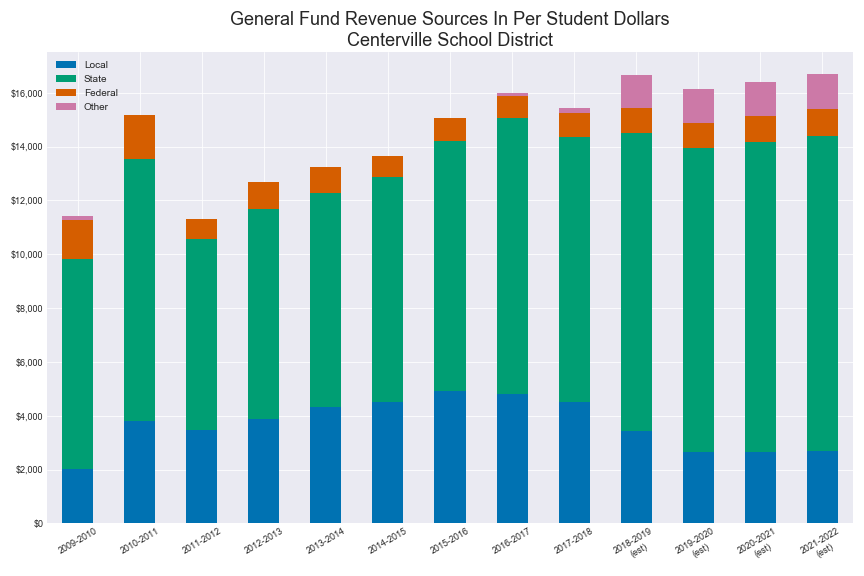 General Fund Revenue Sources In Per Student Dollars
Centerville School District
Local
State
Federal
Other
$16,000
$14,000
$12,000
$10,000
$8,000
$6,000
$4,000
$2,000
$0
2009-2010
2010-2011
2011-2012
2012-2013
2013-2014
2014-2015
2015-2016
2016-2017
2017-2018
2018-2019
(est)
2019-2020
(est)
2020-2021
(est)
2021-2022
(est)